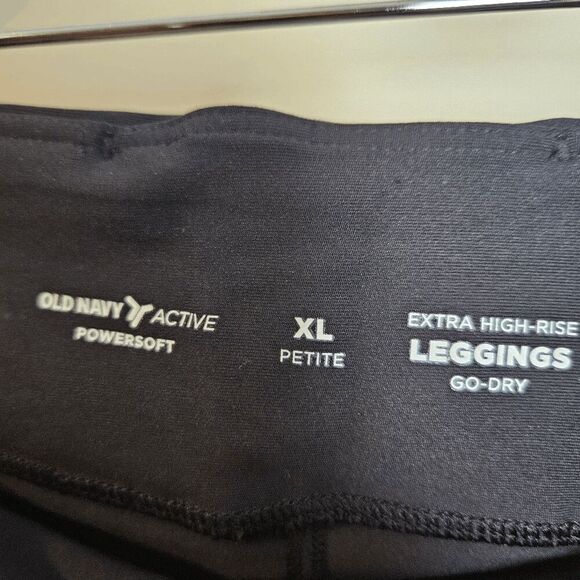 OLD NAVY ACTIVE
POWERSOFT
XL
PETITE
EXTRA HIGH-RISE
LEGGINGS
GO-DRY